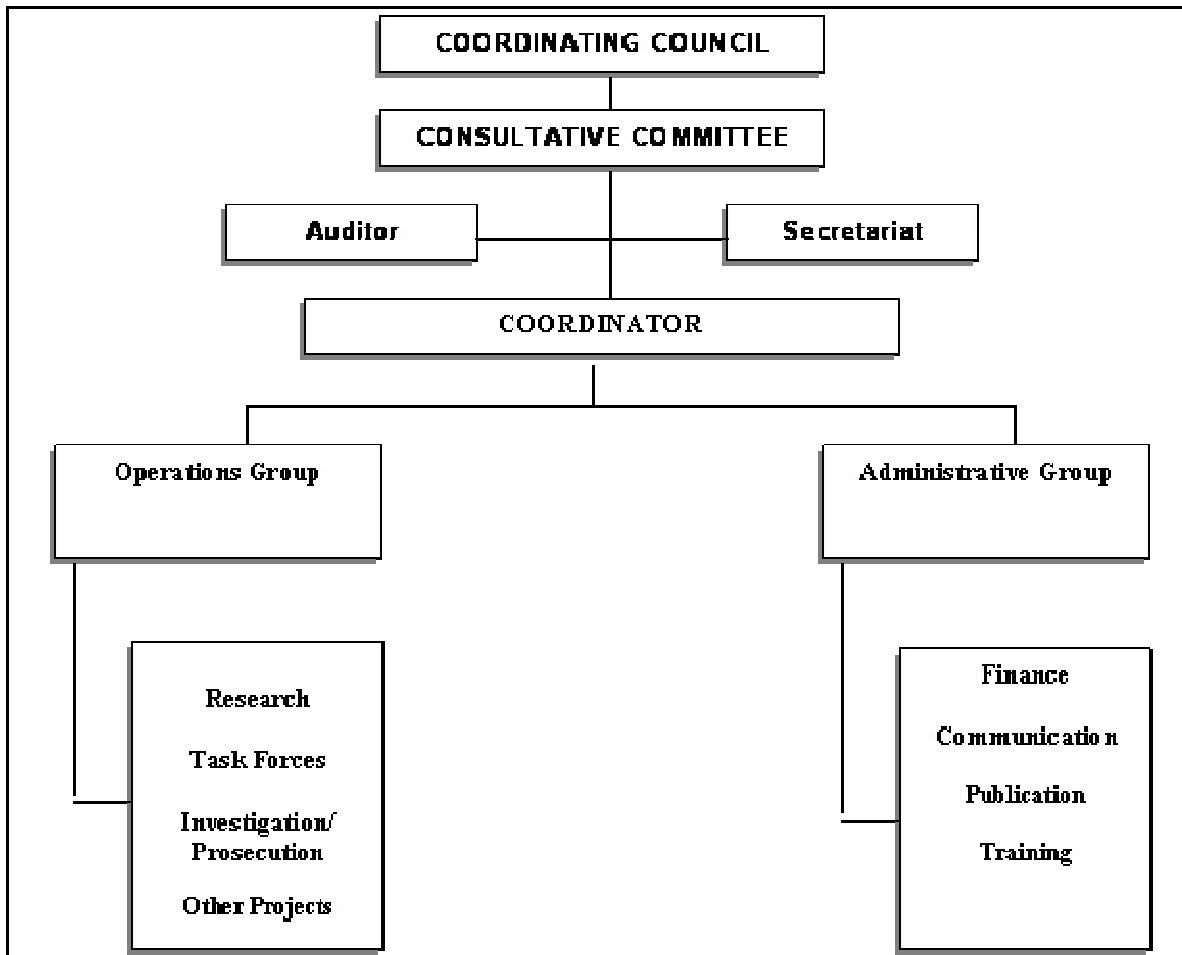 COORDINATING COUNCIL
CONSULTATIVE COMMITTEE
Auditor
Secretariat
COORDINATOR
Operations Group
Administrative Group
Research
Task Forces
Investigation/
Prosecution
Other Projects
Finance
Communication
Publication
Training